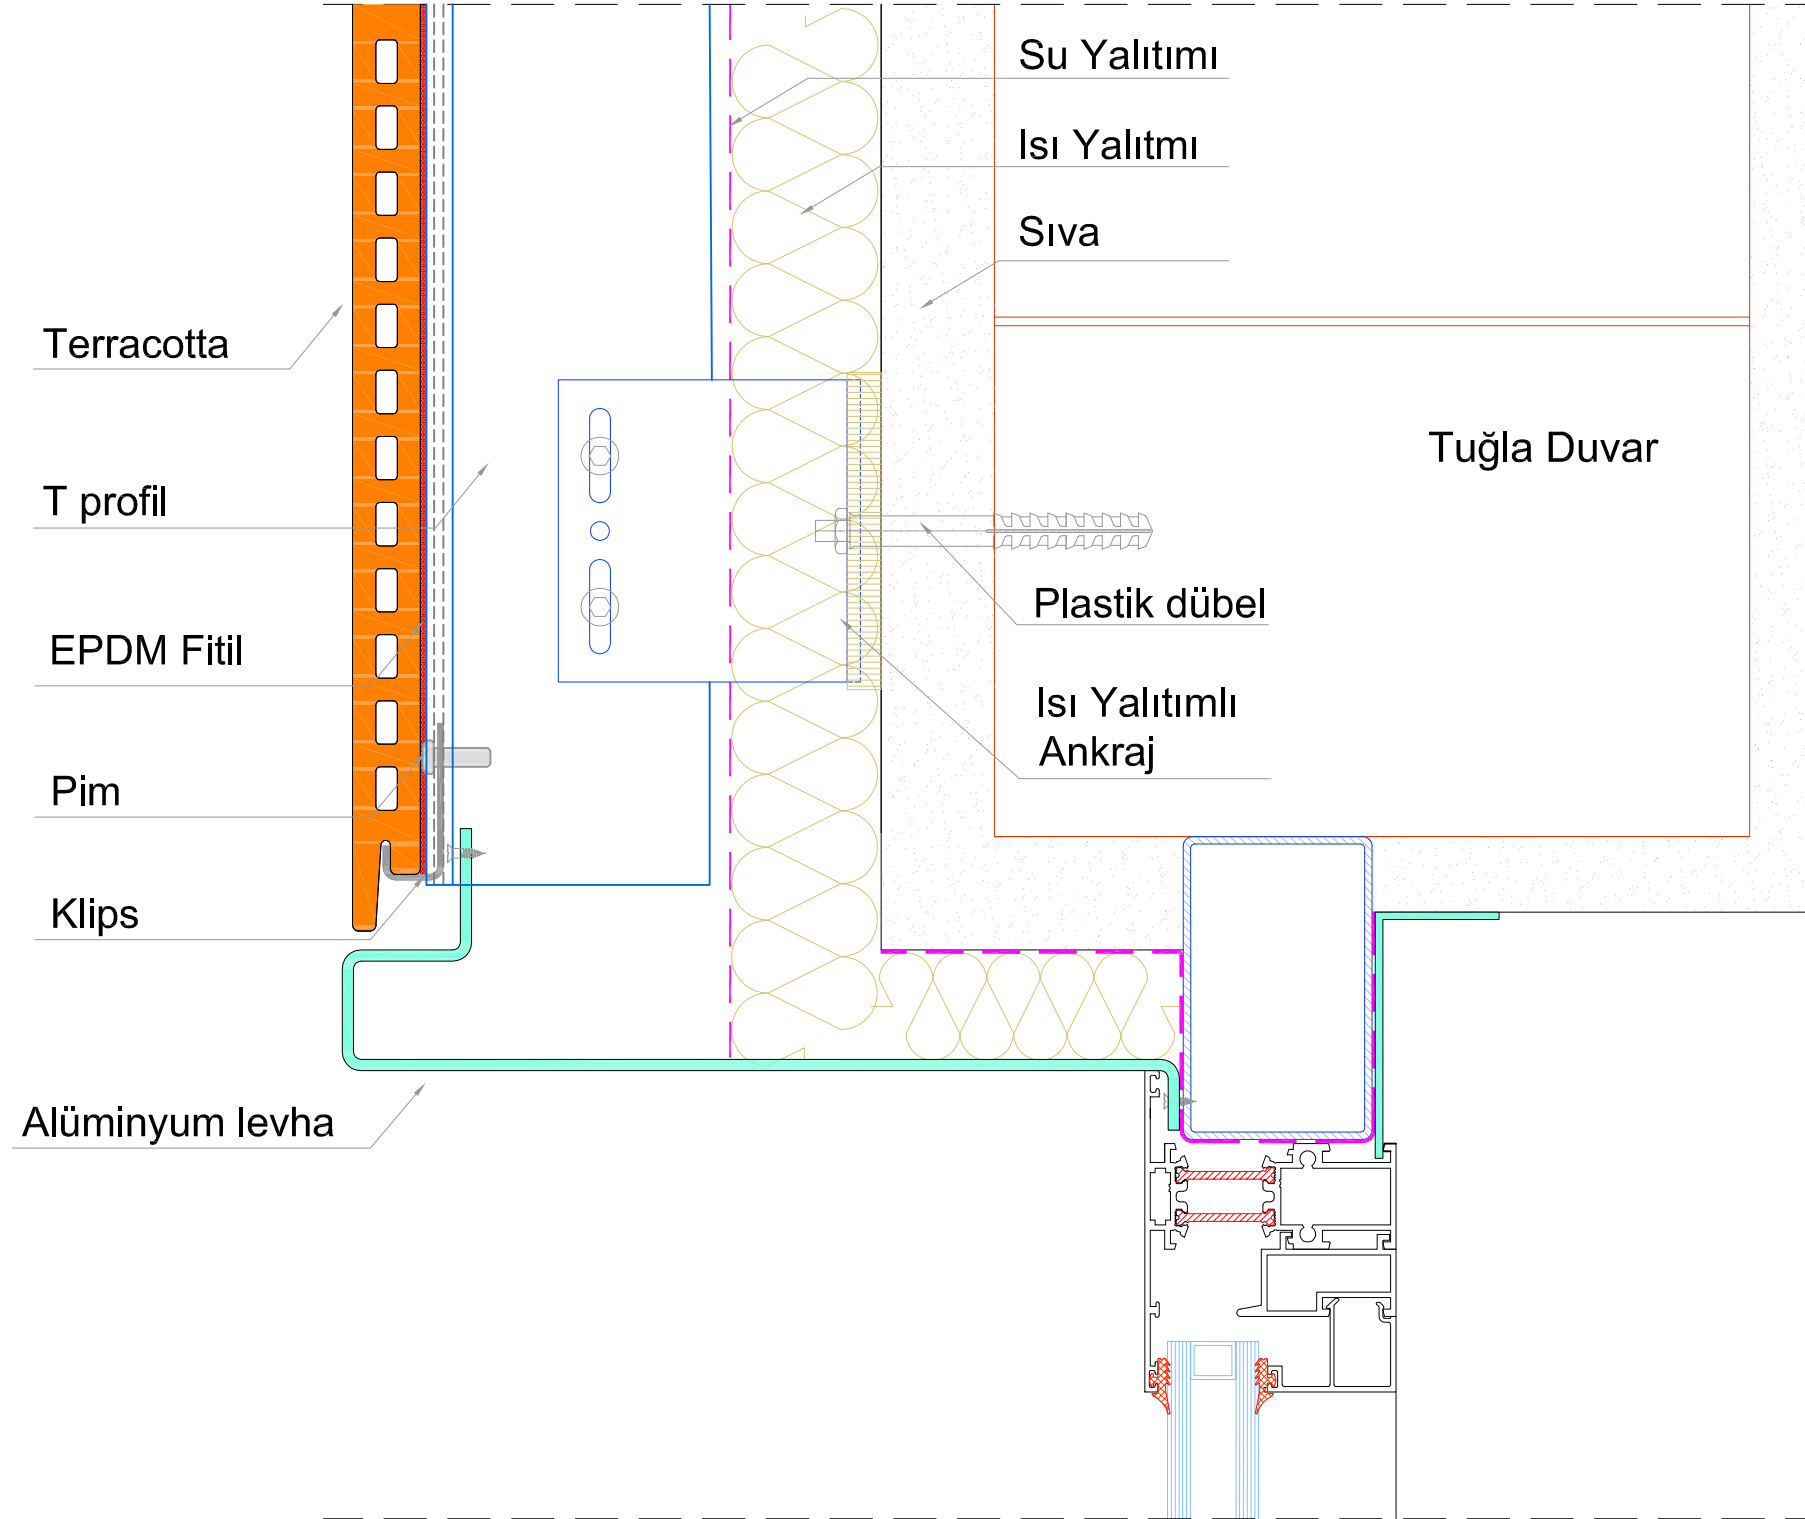 Su Yalıtımı
Isı Yalıtmı
Sıva
Terracotta
Tuğla Duvar
T profil
Plastik dübel
EPDM Fitil
Isı Yalıtımlı
Ankraj
Pim
Klips
Alüminyum levha